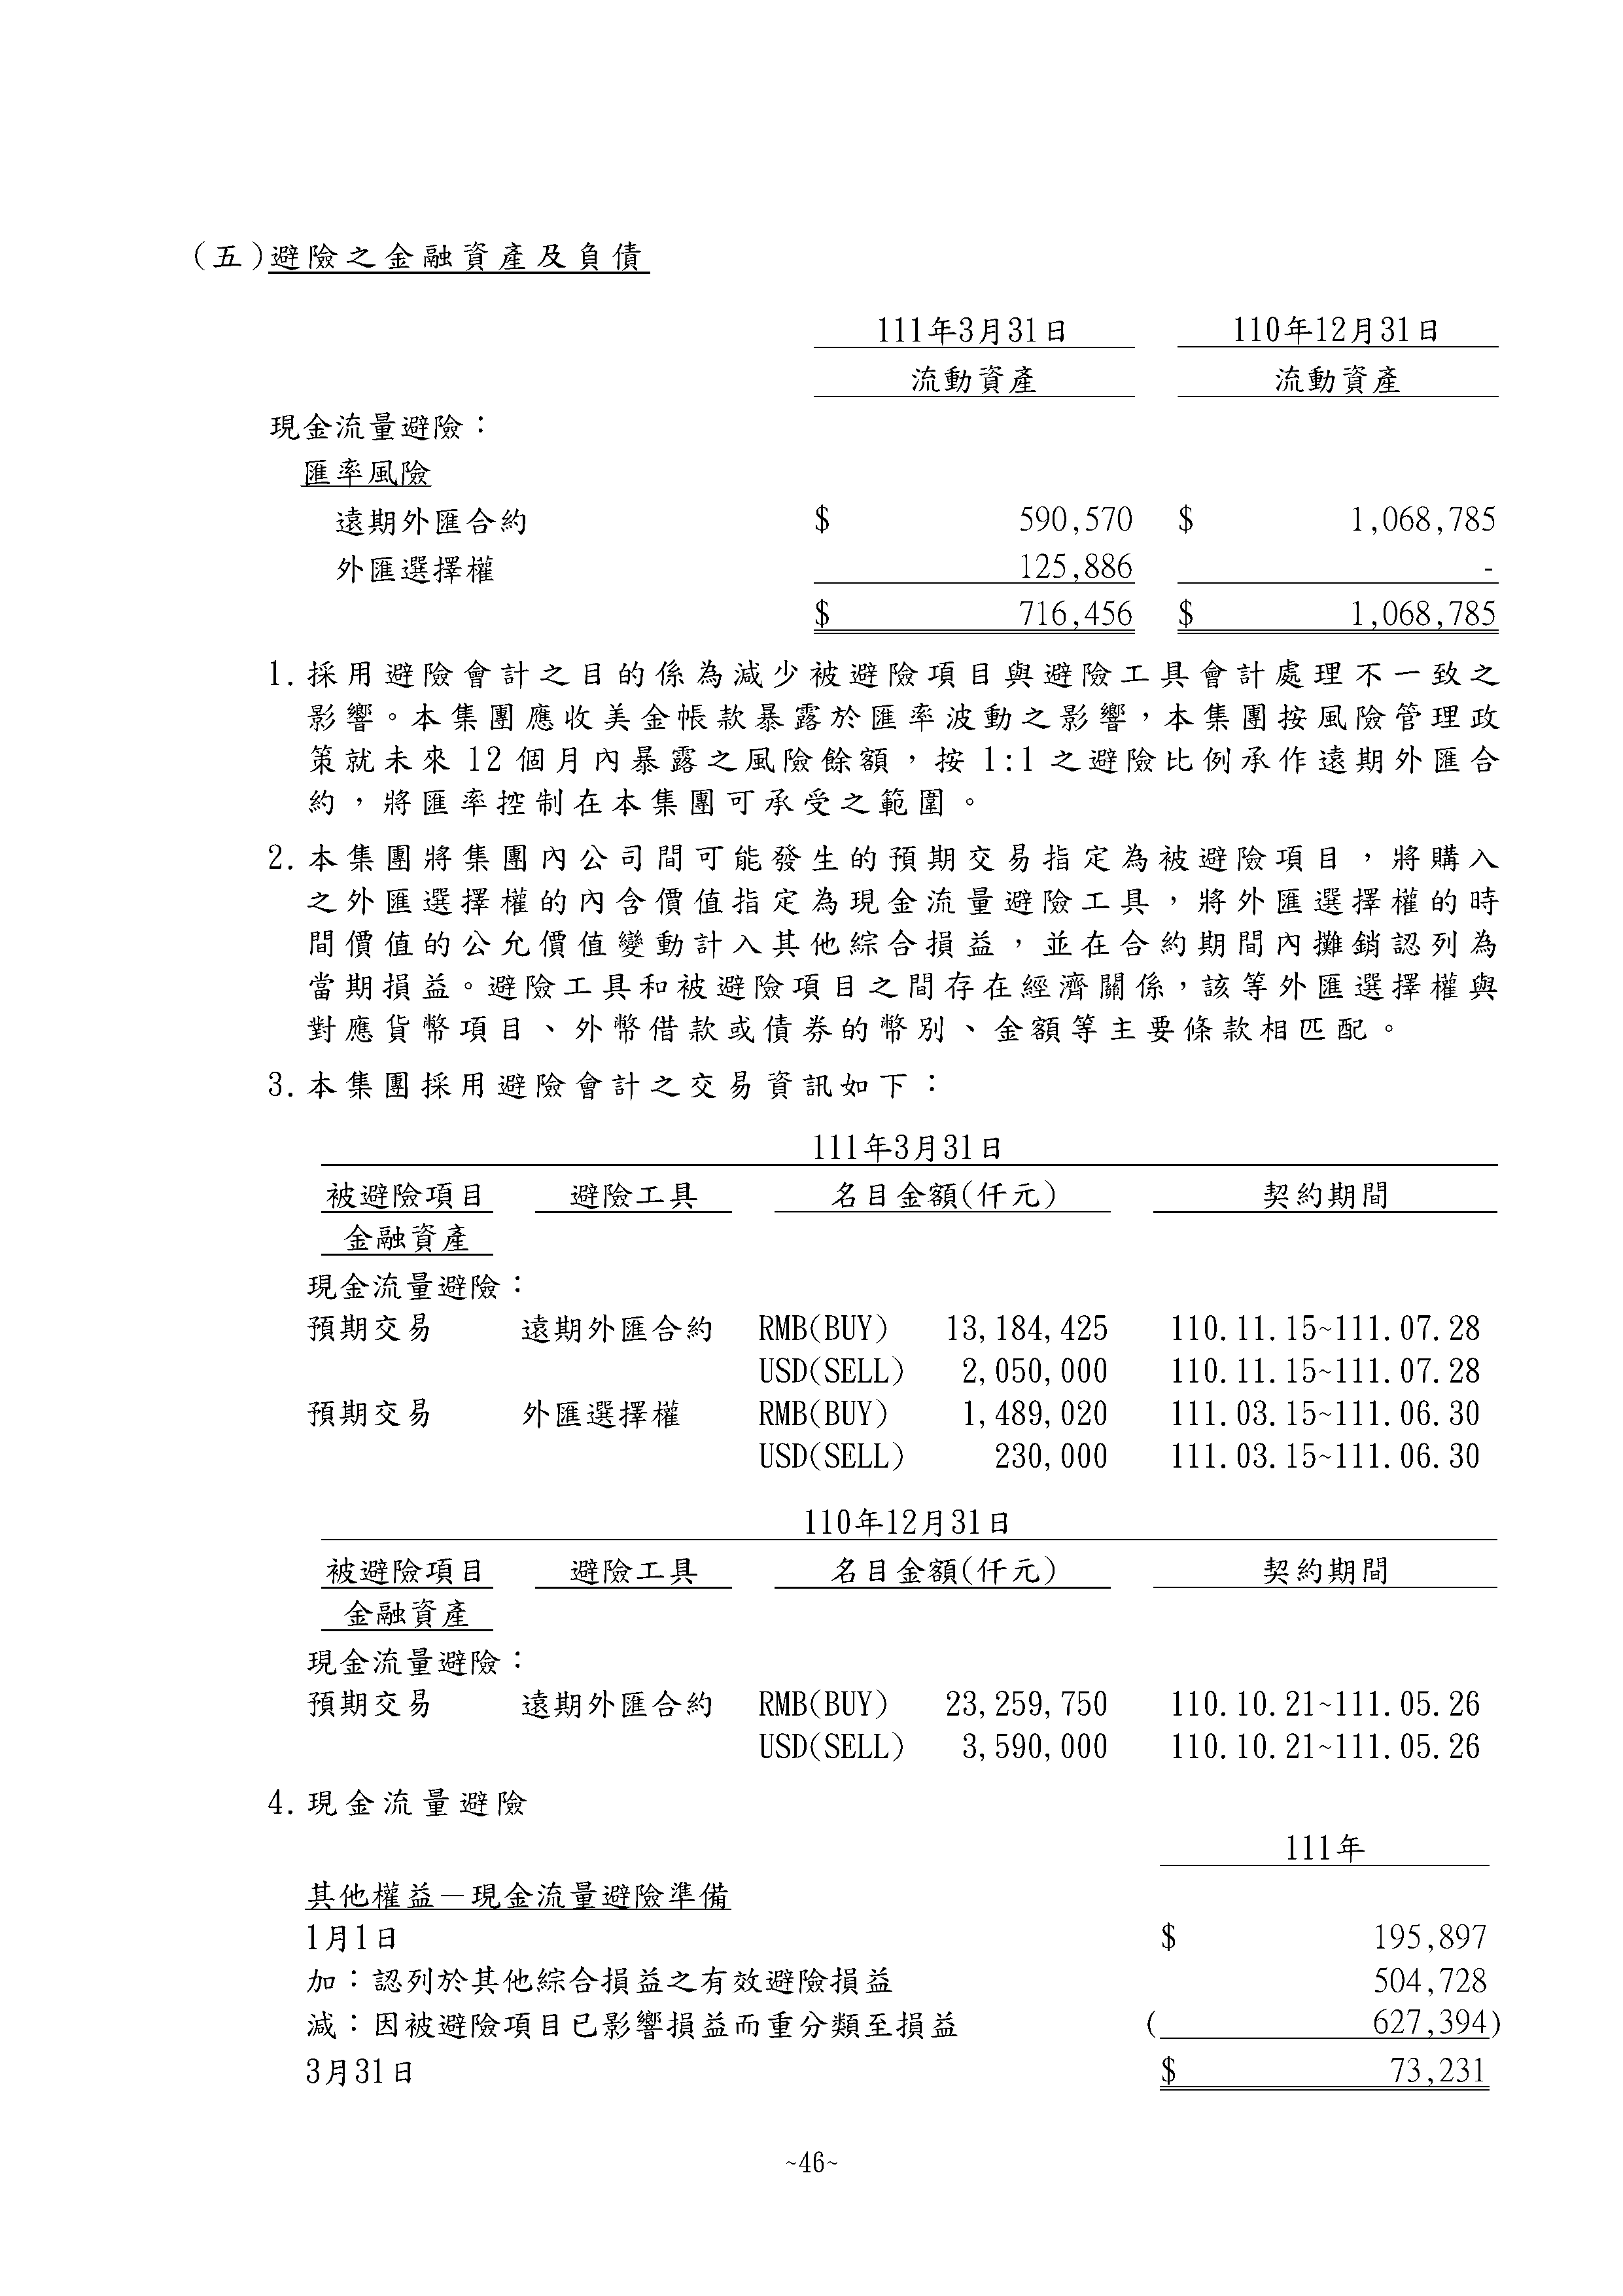 (五)避險之金融資產及負債
111年3月31日 110年12月31日
流動資產 流動資產
現金流量避險：
匯率風險
遠期外匯合約 $ 590,570 $ 1,068,785
外匯選擇權 125,886 -
$ 716,456 $ 1,068,785
1.採用避險會計之目的係為減少被避險項目與避險工具會計處理不一致之
影響。本集團應收美金帳款暴露於匯率波動之影響，本集團按風險管理政
策就未來 12 個月內暴露之風險餘額，按 1:1 之避險比例承作遠期外匯合
約，將匯率控制在本集團可承受之範圍。
2.本集團將集團內公司間可能發生的預期交易指定為被避險項目，將購入
之外匯選擇權的內含價值指定為現金流量避險工具，將外匯選擇權的時
間價值的公允價值變動計入其他綜合損益，並在合約期間內攤銷認列為
當期損益。避險工具和被避險項目之間存在經濟關係，該等外匯選擇權與
對應貨幣項目、外幣借款或債券的幣別、金額等主要條款相匹配。
3.本集團採用避險會計之交易資訊如下：
111年3月31日
被避險項目 避險工具 名目金額(仟元) 契約期間
金融資產
現金流量避險：
預期交易 遠期外匯合約 RMB(BUY) 13,184,425 110.11.15~111.07.28
USD(SELL) 2,050,000 110.11.15~111.07.28
預期交易 外匯選擇權 RMB(BUY) 1,489,020 111.03.15~111.06.30
USD(SELL) 230,000 111.03.15~111.06.30
110年12月31日
被避險項目 避險工具 名目金額(仟元) 契約期間
金融資產
現金流量避險：
預期交易 遠期外匯合約 RMB(BUY) 23,259,750 110.10.21~111.05.26
USD(SELL) 3,590,000 110.10.21~111.05.26
4.現金流量避險
111年
其他權益－現金流量避險準備
1月1日 $ 195,897
加：認列於其他綜合損益之有效避險損益 504,728
減：因被避險項目已影響損益而重分類至損益 ( 627,394)
3月31日 $ 73,231
~46~